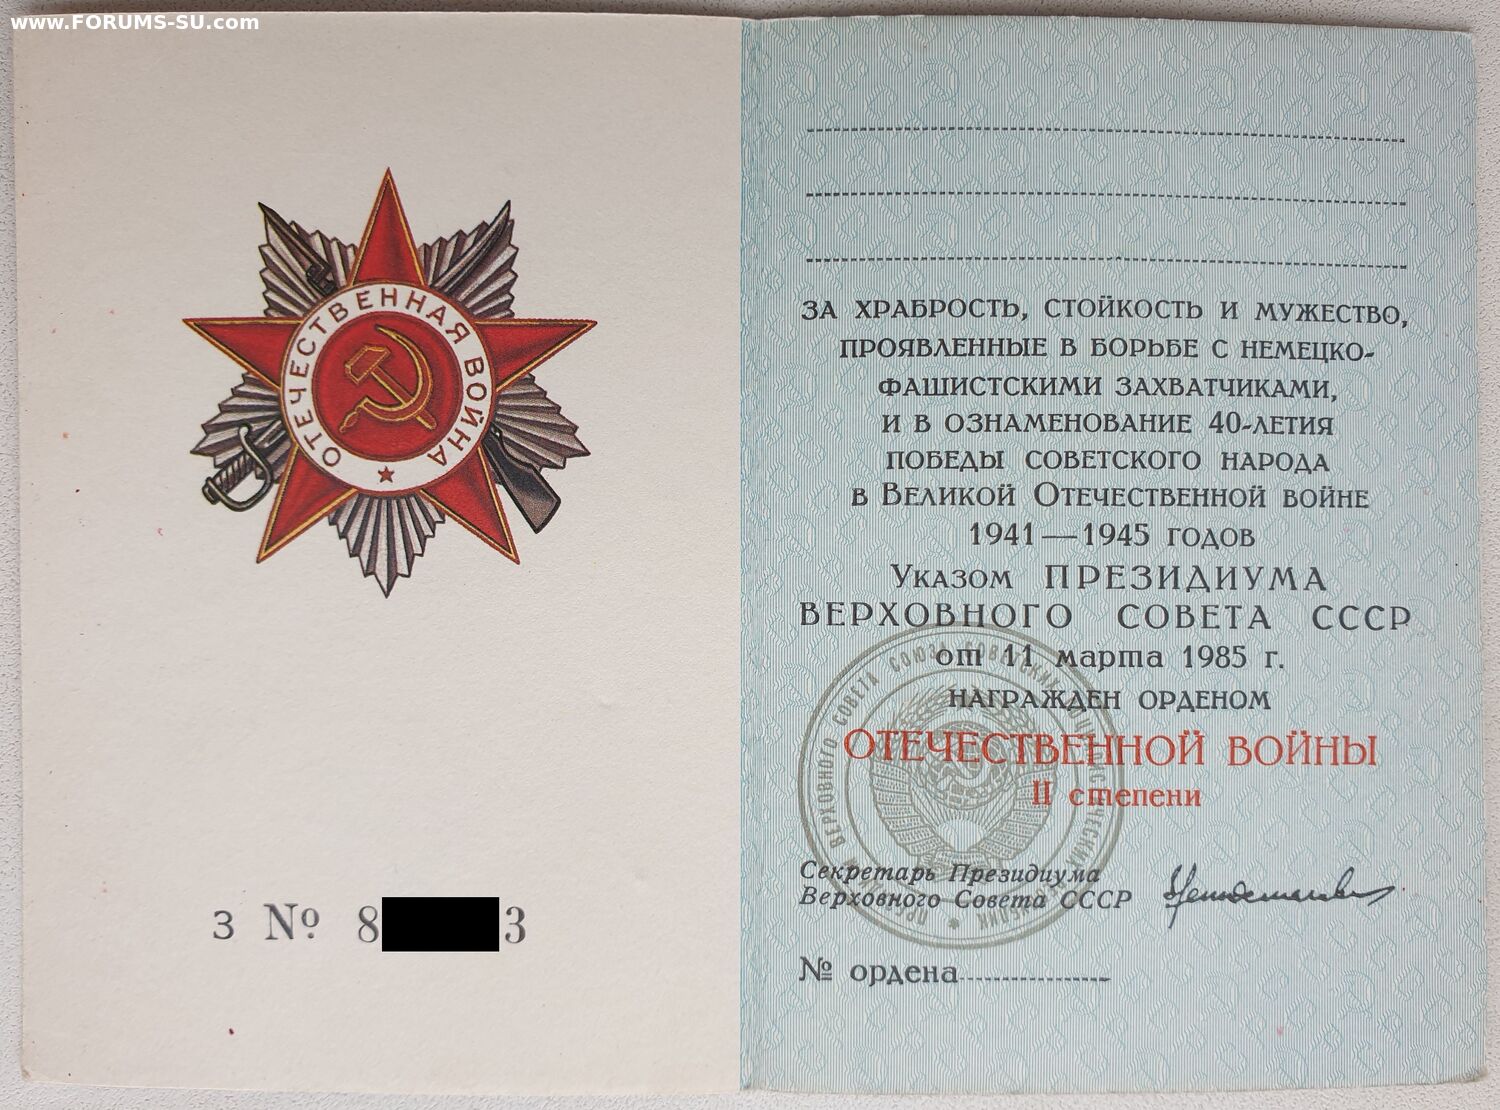 www.FORUMS-SU.com
ОТЕЧЕСТВЕННАЯ ВОЙНА
З № 8 3
ЗА ХРАБРОСТЬ, СТОЙКОСТЬ И МУЖЕСТВО,
ПРОЯВЛЕННЫЕ В БОРЬБЕ С НЕМЕЦКО-
ФАШИСТСКИМИ ЗАХВАТЧИКАМИ,
И В ОЗНАМЕНОВАНИЕ 40-ЛЕТИЯ
ПОБЕДЫ СОВЕТСКОГО НАРОДА
В ВЕЛИКОЙ ОТЕЧЕСТВЕННОЙ ВОЙНЕ
1941—1945 ГОДОВ
УКАЗОМ ПРЕЗИДИУМА
ВЕРХОВНОГО СОВЕТА СССР
от 11 марта 1985 г.
НАГРАЖДЕН ОРДЕНОМ
ОТЕЧЕСТВЕННОЙ ВОЙНЫ
II степени
Секретарь Президиума
Верховного Совета СССР
№ ордена